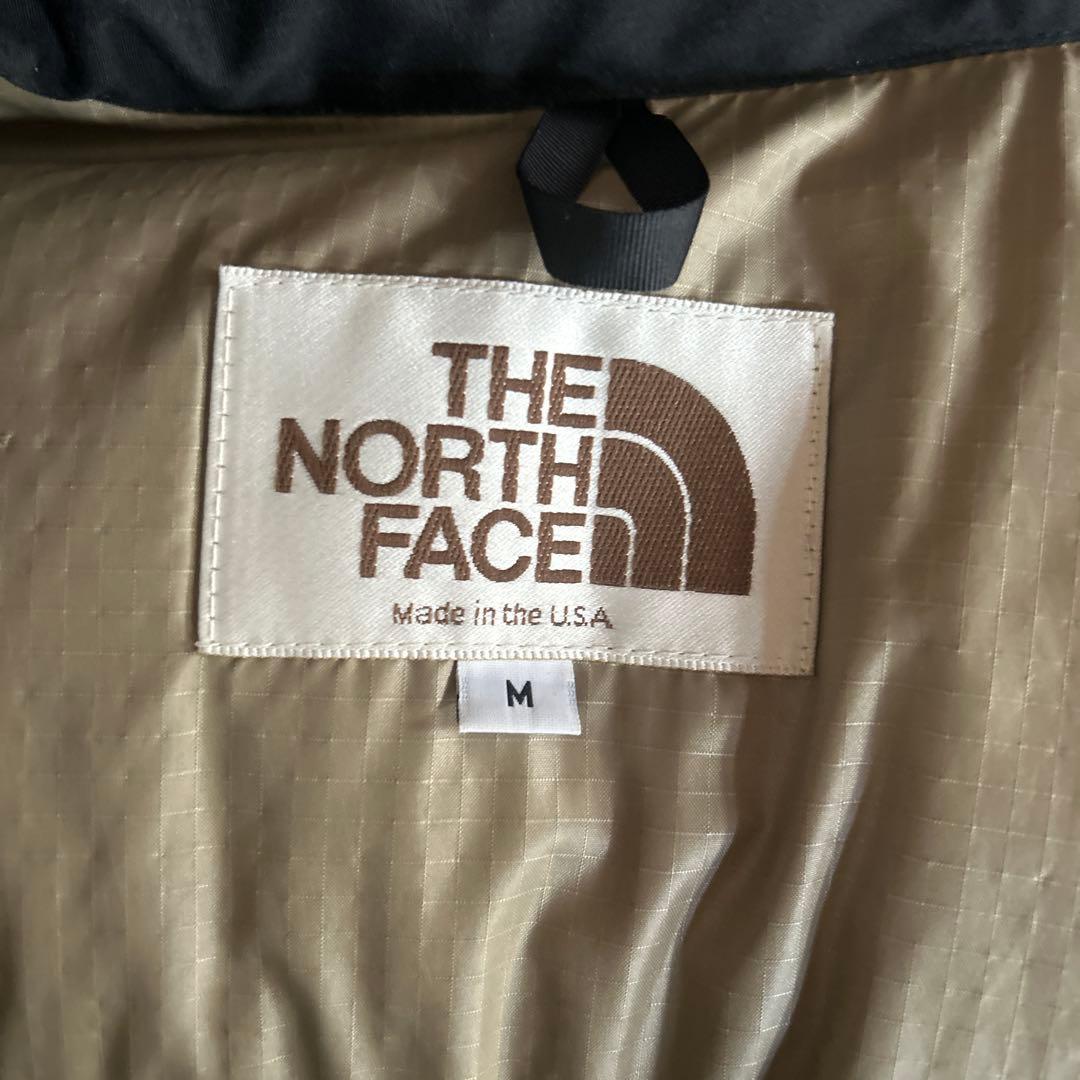 THE
NORTH
FACE
Made in the U.S.A.
M